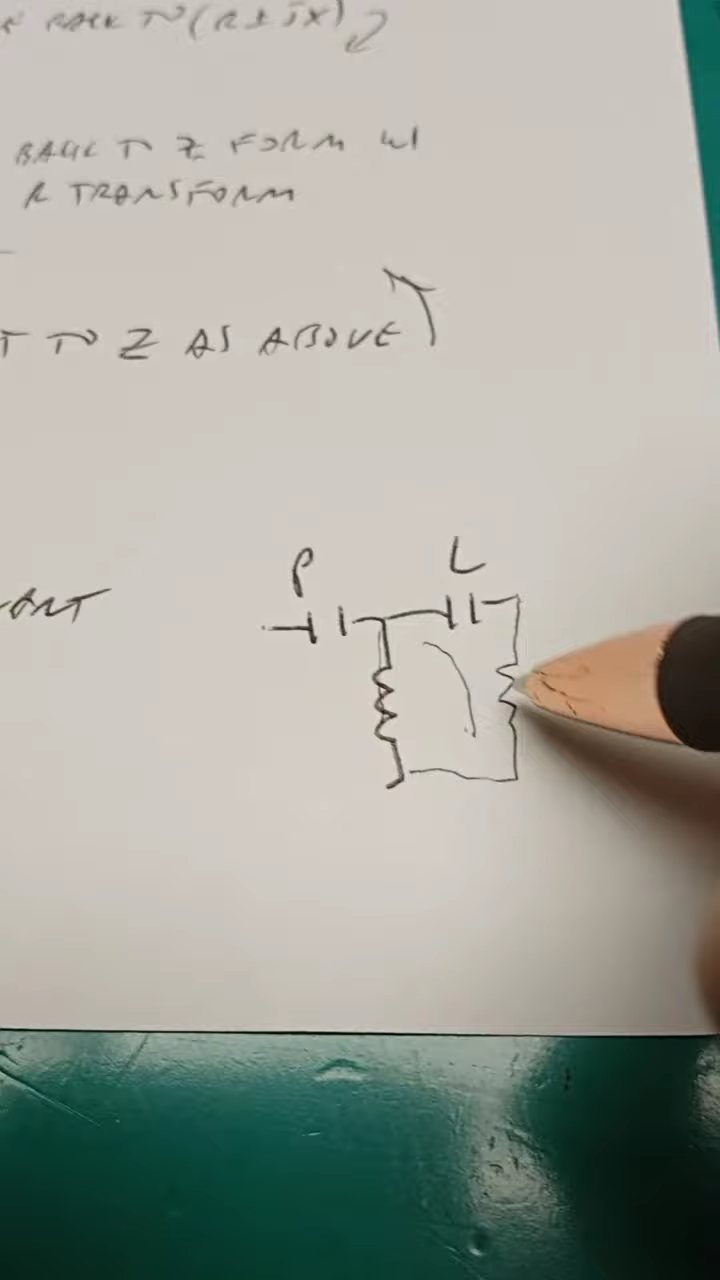 BACK TO (R ± JX)
BACK TO Z FORM W/
R TRANSFORM
T TO Z AS ABOVE)
P
L